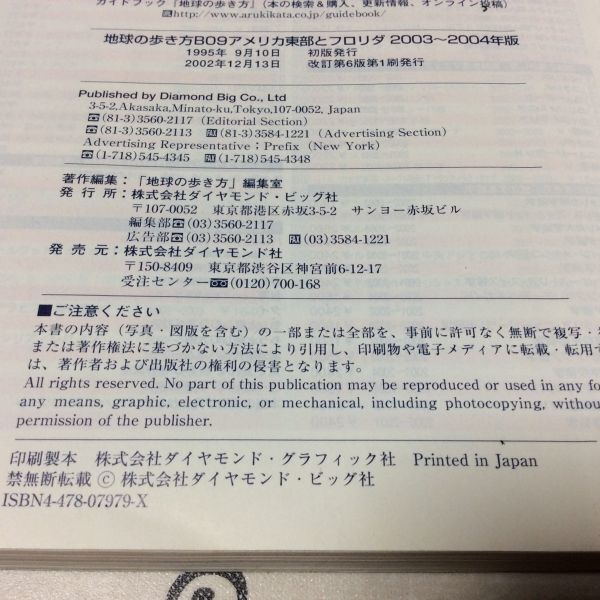 ガイドブック『地球の歩き方』(本の検索&購入、更新情報、オンライン投稿)
http://www.arukikata.co.jp/guidebook/
地球の歩き方B09アメリカ東部とフロリダ 2003〜2004年版
1995年 9月10日 初版発行
2002年12月13日 改訂第6版第1刷発行
Published by Diamond Big Co., Ltd
3-5-2,Akasaka,Minato-ku,Tokyo,107-0052, Japan
☎(81-3)3560-2117 (Editorial Section)
☎(81-3)3560-2113 FAX(81-3)3584-1221 (Advertising Section)
Advertising Representative ; Prefix (New York)
☎(1-718)545-4345 FAX(1-718)545-4348
著作編集:「地球の歩き方」編集室
発 行 所:株式会社ダイヤモンド・ビッグ社
〒107-0052 東京都港区赤坂3-5-2 サンヨー赤坂ビル
編集部☎(03)3560-2117
広告部☎(03)3560-2113 FAX(03)3584-1221
発 売 元:株式会社ダイヤモンド社
〒150-8409 東京都渋谷区神宮前6-12-17
受注センター(0120)700-168
■ご注意ください
本書の内容(写真・図版を含む)の一部または全部を、事前に許可なく無断で複写・
または著作権法に基づかない方法により引用し、印刷物や電子メディアに転載・転用す
は、著作者および出版社の権利の侵害となります。
All rights reserved. No part of this publication may be reproduced or used in any fo
any means, graphic, electronic, or mechanical, including photocopying, withou
permission of the publisher.
印刷製本 株式会社ダイヤモンド・グラフィック社 Printed in Japan
禁無断転載©株式会社ダイヤモンド・ビッグ社
ISBN4-478-07979-X